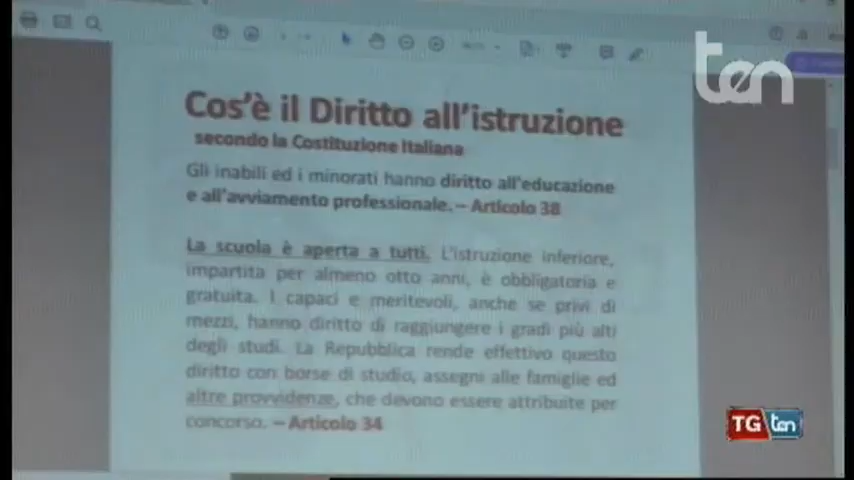 ten
Cos'è il Diritto all'istruzione
secondo la Costituzione Italiana
Gli inabili ed i minorati hanno diritto all'educazione
e all'avviamento professionale. – Articolo 38
La scuola è aperta a tutti. L'istruzione inferiore,
impartita per almeno otto anni, è obbligatoria e
gratuita. I capaci e meritevoli, anche se privi di
mezzi, hanno diritto di raggiungere i gradi più alti
degli studi. La Repubblica rende effettivo questo
diritto con borse di studio, assegni alle famiglie ed
altre provvidenze, che devono essere attribuite per
concorso. – Articolo 34
TG ten